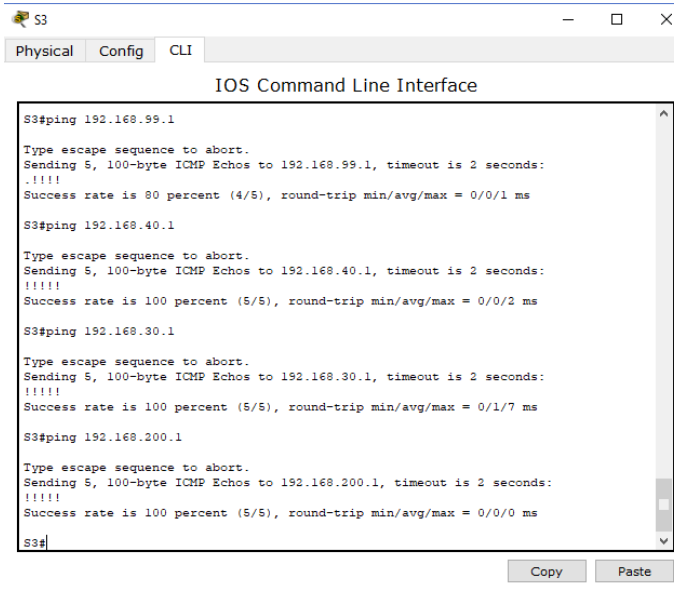 S3
Physical Config CLI
IOS Command Line Interface
S3#ping 192.168.99.1
Type escape sequence to abort.
Sending 5, 100-byte ICMP Echos to 192.168.99.1, timeout is 2 seconds:
.!!!!
Success rate is 80 percent (4/5), round-trip min/avg/max = 0/0/1 ms
S3#ping 192.168.40.1
Type escape sequence to abort.
Sending 5, 100-byte ICMP Echos to 192.168.40.1, timeout is 2 seconds:
!!!!!
Success rate is 100 percent (5/5), round-trip min/avg/max = 0/0/2 ms
S3#ping 192.168.30.1
Type escape sequence to abort.
Sending 5, 100-byte ICMP Echos to 192.168.30.1, timeout is 2 seconds:
!!!!!
Success rate is 100 percent (5/5), round-trip min/avg/max = 0/1/7 ms
S3#ping 192.168.200.1
Type escape sequence to abort.
Sending 5, 100-byte ICMP Echos to 192.168.200.1, timeout is 2 seconds:
!!!!!
Success rate is 100 percent (5/5), round-trip min/avg/max = 0/0/0 ms
S3#
Copy Paste